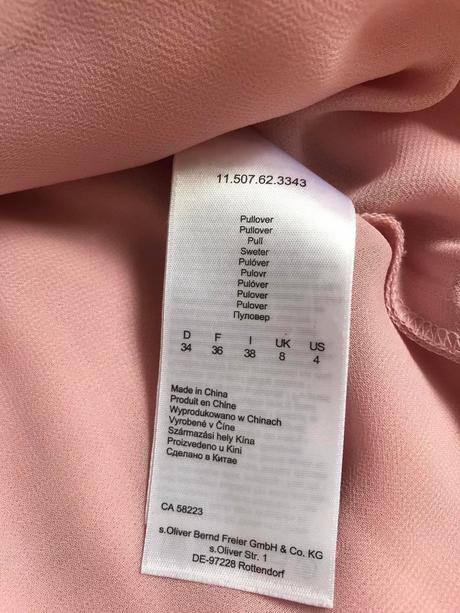 11.507.62.3343
Pullover
Pullover
Pull
Sweter
Pulóver
Pulovr
Pulóver
Pulover
Pulover
Пуловер
D F I UK US
34 36 38 8 4
Made in China
Produit en Chine
Wyprodukowano w Chinach
Vyrobené v Číne
Származási hely Kína
Proizvedeno u Kini
Сделано в Китае
CA 58223
s.Oliver Bernd Freier GmbH & Co. KG
s.Oliver Str. 1
DE-97228 Rottendorf